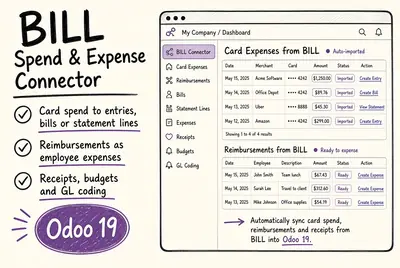 BILL
Spend & Expense
Connector
Card spend to entries,
bills or statement lines
Reimbursements as
employee expenses
Receipts, budgets
and GL coding
Odoo 19
My Company / Dashboard
BILL Connector
Card Expenses
Reimbursements
Bills
Statement Lines
Expenses
Receipts
Budgets
GL Coding
Card Expenses from BILL
Auto-imported
Date Merchant Card Amount Status Action
May 15, 2025 Acme Software •••• 4242 $1,250.00 Imported Create Entry
May 14, 2025 Office Depot •••• 4242 $89.76 Imported Create Bill
May 13, 2025 Uber •••• 8888 $45.30 Imported View Statement
May 12, 2025 Amazon •••• 4242 $299.00 Imported Create Entry
Showing 1 to 4 of 4 results
Reimbursements from BILL
Ready to expense
Date Employee Description Amount Status Action
May 15, 2025 John Smith Team lunch $67.43 Ready Create Expense
May 14, 2025 Sarah Lee Travel to client $312.60 Ready Create Expense
May 13, 2025 Mike Johnson Office supplies $54.19 Ready Create Expense
Automatically sync card spend,
reimbursements and receipts from
BILL into Odoo 19.